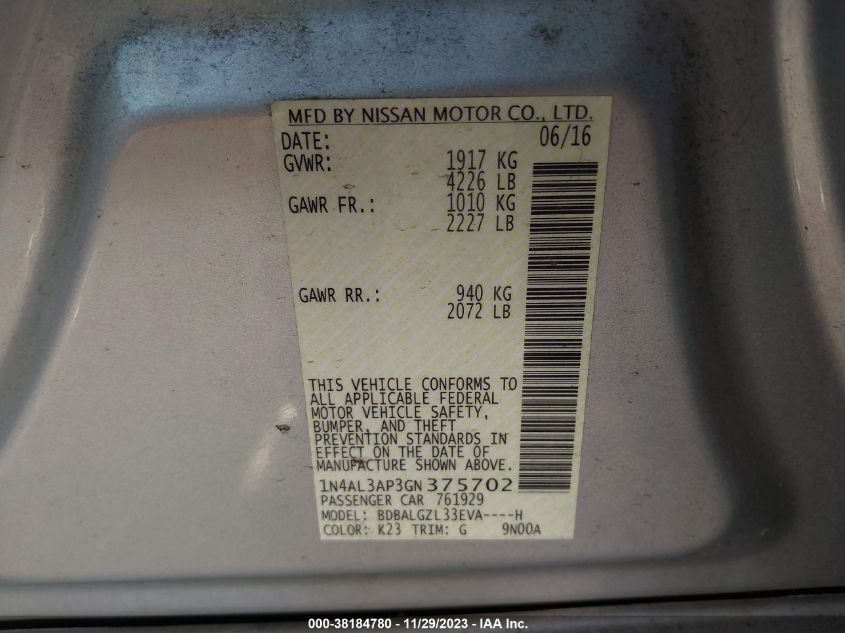 MFD BY NISSAN MOTOR CO., LTD.
DATE: 06/16
GVWR: 1917 KG
4226 LB
GAWR FR.: 1010 KG
2227 LB
GAWR RR.: 940 KG
2072 LB
THIS VEHICLE CONFORMS TO
ALL APPLICABLE FEDERAL
MOTOR VEHICLE SAFETY,
BUMPER, AND THEFT
PREVENTION STANDARDS IN
EFFECT ON THE DATE OF
MANUFACTURE SHOWN ABOVE.
1N4AL3AP3GN375702
PASSENGER CAR 761929
MODEL: BDBALGZL33EVA----H
COLOR: K23 TRIM: G 9N00A
000-38184780 - 11/29/2023 - IAA Inc.